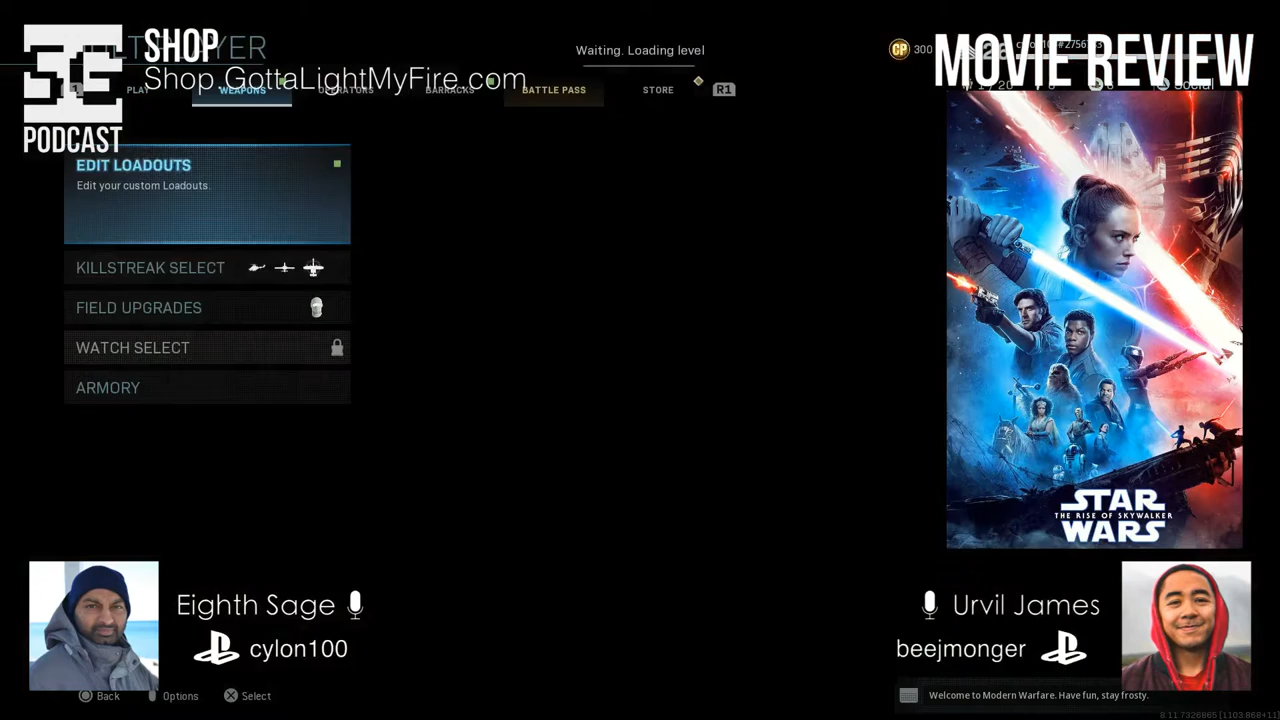 SHOP
Shop.GottaLightMyFire.com
PODCAST
Waiting. Loading level
300
MOVIE REVIEW
PLAY
WEAPONS
OPERATORS
BARRACKS
BATTLE PASS
STORE
R1
Social
EDIT LOADOUTS
Edit your custom Loadouts.
KILLSTREAK SELECT
FIELD UPGRADES
WATCH SELECT
ARMORY
STAR
THE RISE OF SKYWALKER
WARS
Eighth Sage
cylon100
Urvil James
beejmonger
Back
Options
Select
Welcome to Modern Warfare. Have fun, stay frosty.